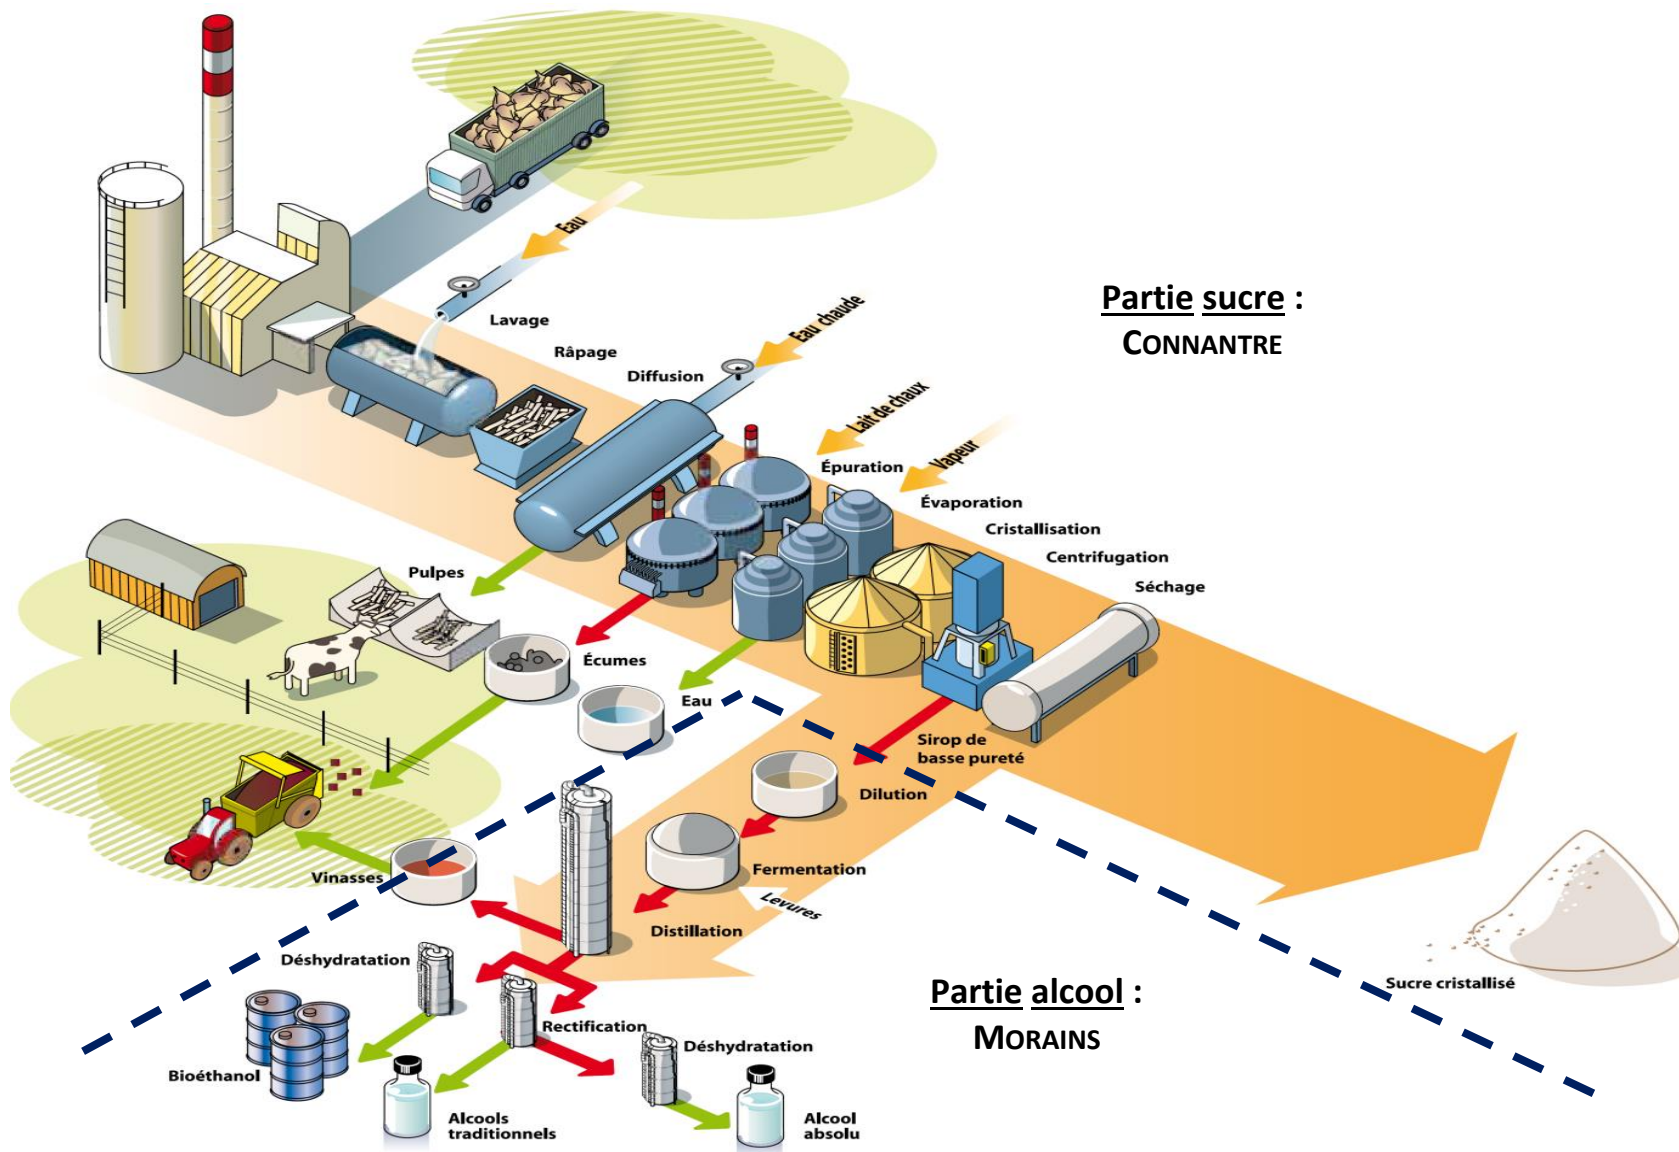 Eau
Lavage
Eau chaude
Râpage
Diffusion
Partie sucre :
CONNANTRE
Lait de chaux
Épuration
Vapeur
Évaporation
Cristallisation
Centrifugation
Séchage
Pulpes
Écumes
Eau
Sirop de
basse pureté
Dilution
Fermentation
Levures
Vinasses
Distillation
Déshydratation
Sucre cristallisé
Partie alcool :
MORAINS
Rectification
Déshydratation
Bioéthanol
Alcools
traditionnels
Alcool
absolu